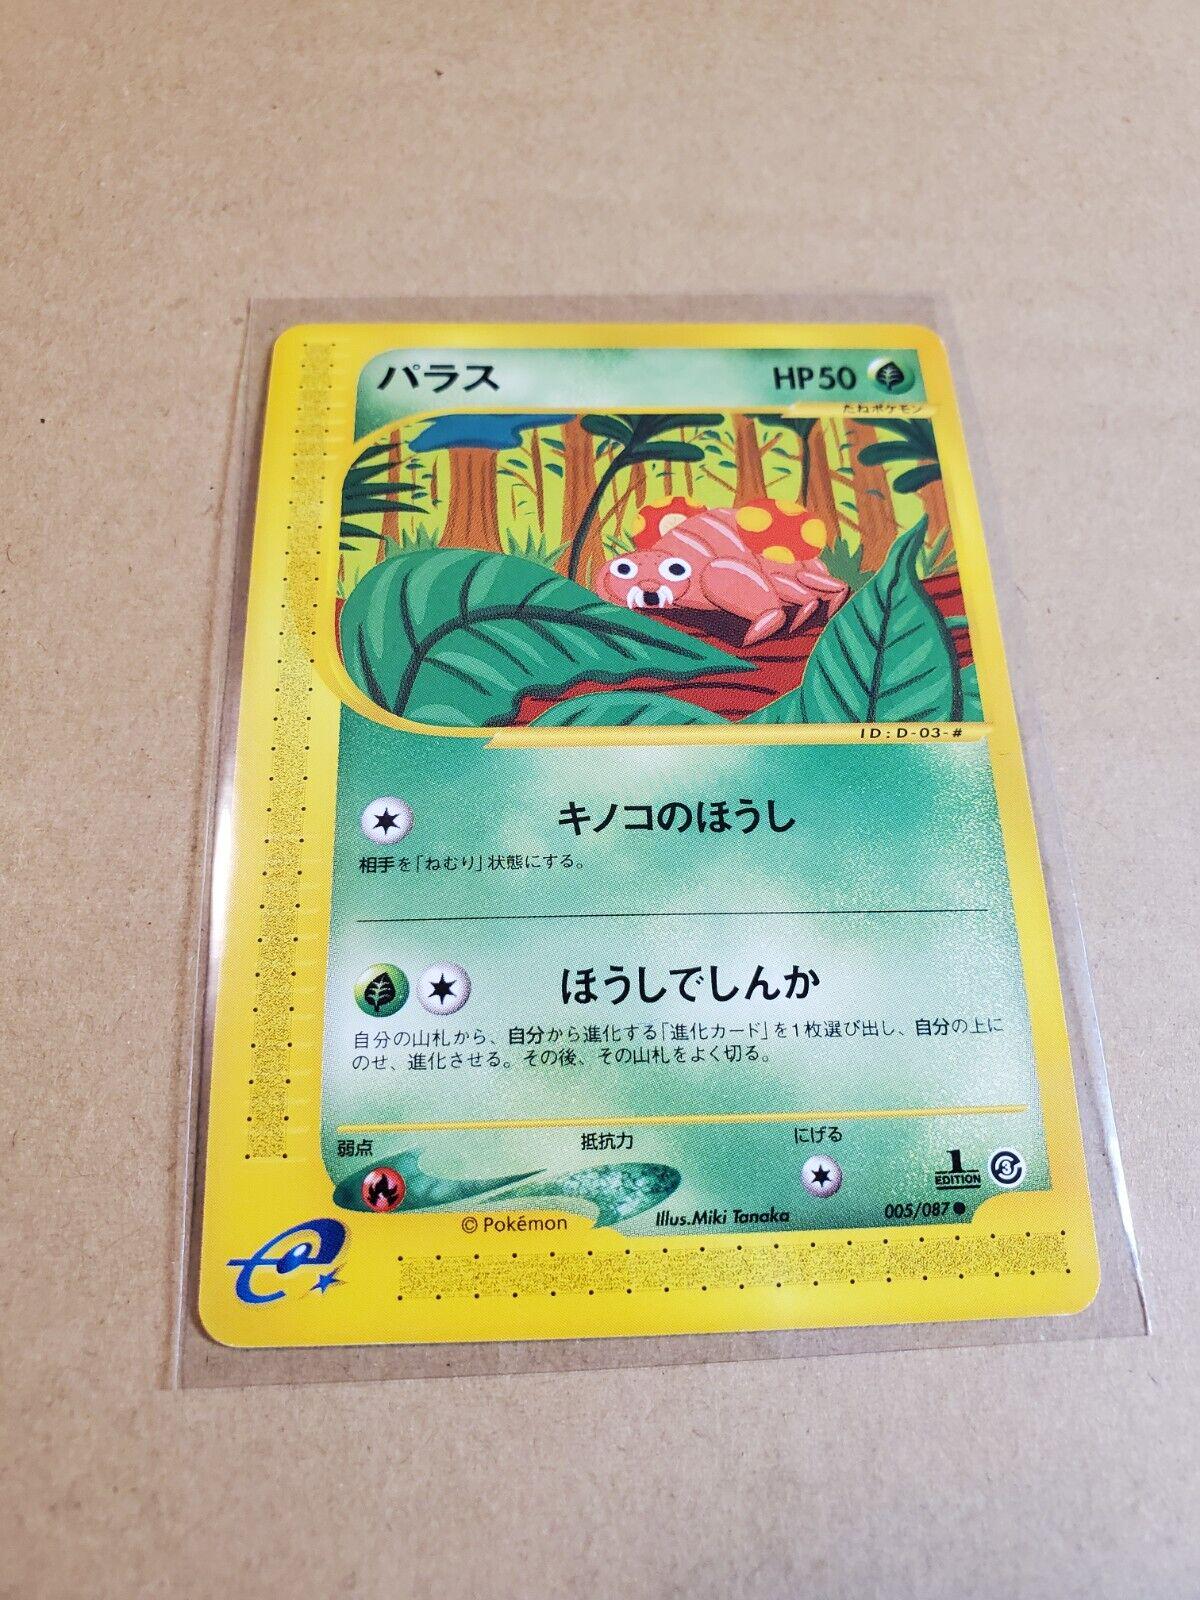 パラス HP50
たねポケモン
ID:D-03-#
キノコのほうし
相手を「ねむり」状態にする。
ほうしでしんか
自分の山札から、自分から進化する「進化カード」を1枚選び出し、自分の上に
のせ、進化させる。その後、その山札をよく切る。
弱点 抵抗力 にげる
1
EDITION
3
© Pokémon Illus.Miki Tanaka 005/087 ●
e